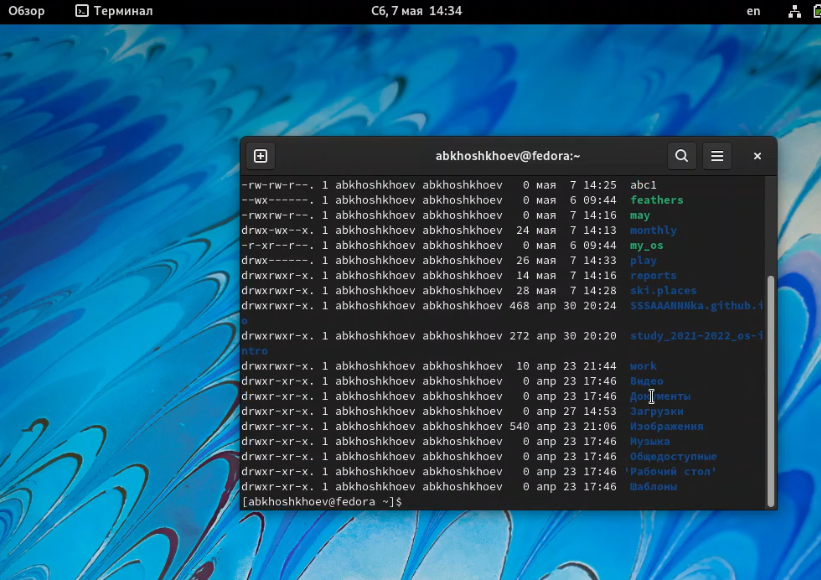 Обзор Терминал Сб, 7 мая 14:34 en
abkhoshkhoev@fedora:~
-rw-rw-r--. 1 abkhoshkhoev abkhoshkhoev 0 мая 7 14:25 abc1
--wx------. 1 abkhoshkhoev abkhoshkhoev 0 мая 6 09:44 feathers
-rwxrw-r--. 1 abkhoshkhoev abkhoshkhoev 0 мая 7 14:16 may
drwx-wx--x. 1 abkhoshkhoev abkhoshkhoev 24 мая 7 14:13 monthly
-r-xr--r--. 1 abkhoshkhoev abkhoshkhoev 0 мая 6 09:44 my_os
drwx------. 1 abkhoshkhoev abkhoshkhoev 26 мая 7 14:33 play
drwxrwxr-x. 1 abkhoshkhoev abkhoshkhoev 14 мая 7 14:16 reports
drwxrwxr-x. 1 abkhoshkhoev abkhoshkhoev 28 мая 7 14:28 ski.places
drwxrwxr-x. 1 abkhoshkhoev abkhoshkhoev 468 апр 30 20:24 SSSAAANNNka.github.i
o
drwxrwxr-x. 1 abkhoshkhoev abkhoshkhoev 272 апр 30 20:20 study_2021-2022_os-i
ntro
drwxrwxr-x. 1 abkhoshkhoev abkhoshkhoev 10 апр 23 21:44 work
drwxr-xr-x. 1 abkhoshkhoev abkhoshkhoev 0 апр 23 17:46 Видео
drwxr-xr-x. 1 abkhoshkhoev abkhoshkhoev 0 апр 23 17:46 Документы
drwxr-xr-x. 1 abkhoshkhoev abkhoshkhoev 0 апр 27 14:53 Загрузки
drwxr-xr-x. 1 abkhoshkhoev abkhoshkhoev 540 апр 23 21:06 Изображения
drwxr-xr-x. 1 abkhoshkhoev abkhoshkhoev 0 апр 23 17:46 Музыка
drwxr-xr-x. 1 abkhoshkhoev abkhoshkhoev 0 апр 23 17:46 Общедоступные
drwxr-xr-x. 1 abkhoshkhoev abkhoshkhoev 0 апр 23 17:46 'Рабочий стол'
drwxr-xr-x. 1 abkhoshkhoev abkhoshkhoev 0 апр 23 17:46 Шаблоны
[abkhoshkhoev@fedora ~]$